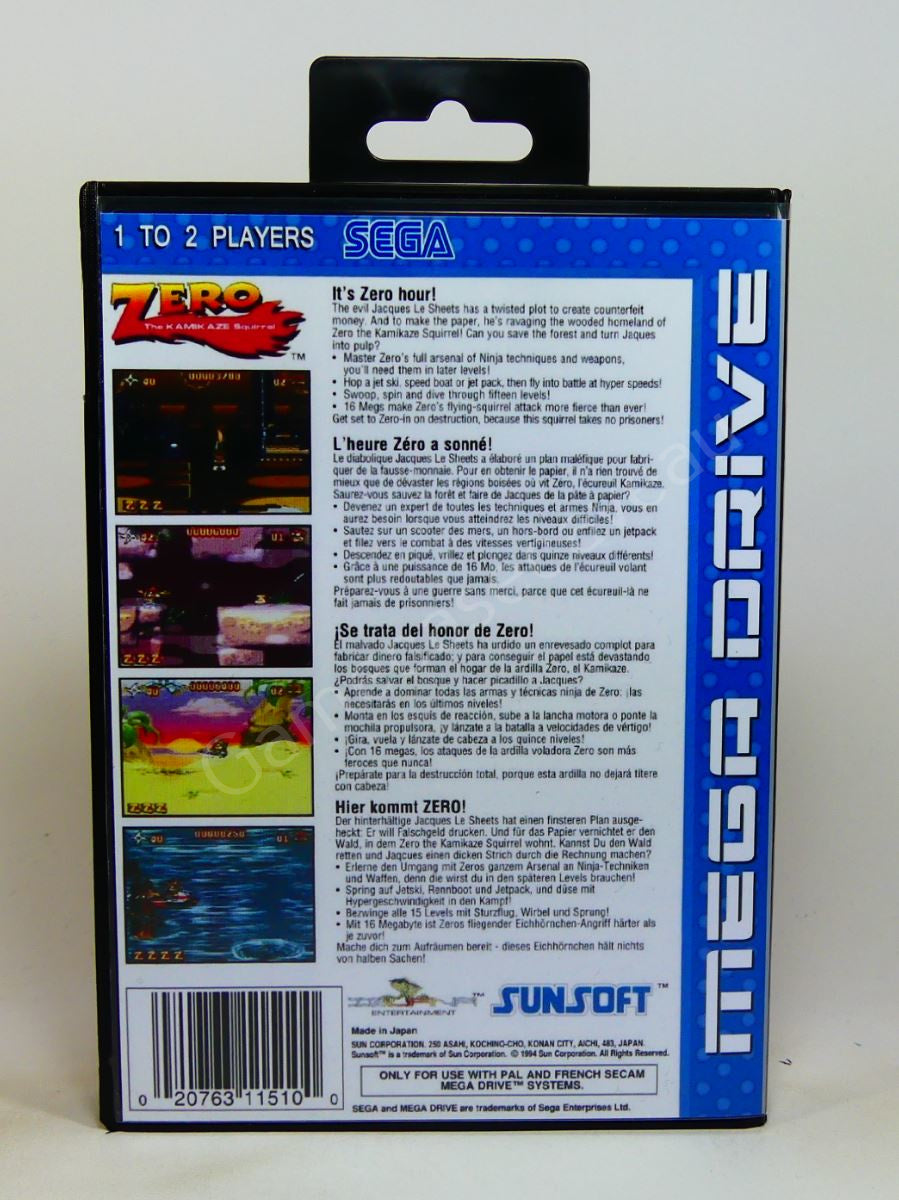 1 TO 2 PLAYERS SEGA
MEGA DRIVE
ZERO
The KAMIKAZE Squirrel
TM
It's Zero hour!
The evil Jacques Le Sheets has a twisted plot to create counterfeit
money. And to make the paper, he's ravaging the wooded homeland of
Zero the Kamikaze Squirrel! Can you save the forest and turn Jaques
into pulp?
• Master Zero's full arsenal of Ninja techniques and weapons,
you'll need them in later levels!
• Hop a jet ski, speed boat or jet pack, then fly into battle at hyper speeds!
• Swoop, spin and dive through fifteen levels!
• 16 Megs make Zero's flying-squirrel attack more fierce than ever!
Get set to Zero-in on destruction, because this squirrel takes no prisoners!
L'heure Zéro a sonné!
Le diabolique Jacques Le Sheets a élaboré un plan maléfique pour fabri-
quer de la fausse-monnaie. Pour en obtenir le papier, il n'a rien trouvé de
mieux que de dévaster les régions boisées où vit Zéro, l'écureuil Kamikaze.
Saurez-vous sauvez la forêt et faire de Jacques de la pâte à papier?
• Devenez un expert de toutes les techniques et armes Ninja, vous en
aurez besoin lorsque vous atteindrez les niveaux difficiles!
• Sautez sur un scooter des mers, un hors-bord ou enfilez un jetpack
et filez vers le combat à des vitesses vertigineuses!
• Descendez en piqué, vrillez et plongez dans quinze niveaux différents!
• Grâce à une puissance de 16 Mo, les attaques de l'écureuil volant
sont plus redoutables que jamais.
Préparez-vous à une guerre sans merci, parce que cet écureuil-là ne
fait jamais de prisonniers!
¡Se trata del honor de Zero!
El malvado Jacques Le Sheets ha urdido un enrevesado complot para
fabricar dinero falsificado; y para conseguir el papel está devastando
los bosques que forman el hogar de la ardilla Zero, el Kamikaze.
¿Podrás salvar el bosque y hacer picadillo a Jacques?
• Aprende a dominar todas las armas y técnicas ninja de Zero: ¡las
necesitarás en los últimos niveles!
• Monta en los esquís de reacción, sube a la lancha motora o ponte la
mochila propulsora, ¡y lánzate a la batalla a velocidades de vértigo!
• ¡Gira, vuela y lánzate de cabeza a los quince niveles!
• ¡Con 16 megas, los ataques de la ardilla voladora Zero son más
feroces que nunca!
¡Prepárate para la destrucción total, porque esta ardilla no dejará títere
con cabeza!
Hier kommt ZERO!
Der hinterhältige Jacques Le Sheets hat einen finsteren Plan ausge-
heckt: Er will Falschgeld drucken. Und für das Papier vernichtet er den
Wald, in dem Zero the Kamikaze Squirrel wohnt. Kannst Du den Wald
retten und Jaqcues einen dicken Strich durch die Rechnung machen?
• Erlerne den Umgang mit Zeros ganzem Arsenal an Ninja-Techniken
und Waffen, denn die wirst du in den späteren Levels brauchen!
• Spring auf Jetski, Rennboot und Jetpack, und düse mit
Hypergeschwindigkeit in den Kampf!
• Bezwinge alle 15 Levels mit Sturzflug, Wirbel und Sprung!
• Mit 16 Megabyte ist Zeros fliegender Eichhörnchen-Angriff härter als
je zuvor!
Mache dich zum Aufräumen bereit - dieses Eichhörnchen hält nichts
von halben Sachen!
ENTERTAINMENT
TM
SUNSOFT
TM
Made in Japan
SUN CORPORATION. 250 ASAHI, KOCHINO-CHO, KONAN CITY, AICHI, 483, JAPAN.
Sunsoft™ is a trademark of Sun Corporation. © 1994 Sun Corporation. All Rights Reserved.
ONLY FOR USE WITH PAL AND FRENCH SECAM
MEGA DRIVE™ SYSTEMS.
SEGA and MEGA DRIVE are trademarks of Sega Enterprises Ltd.
0 20763 11510 0